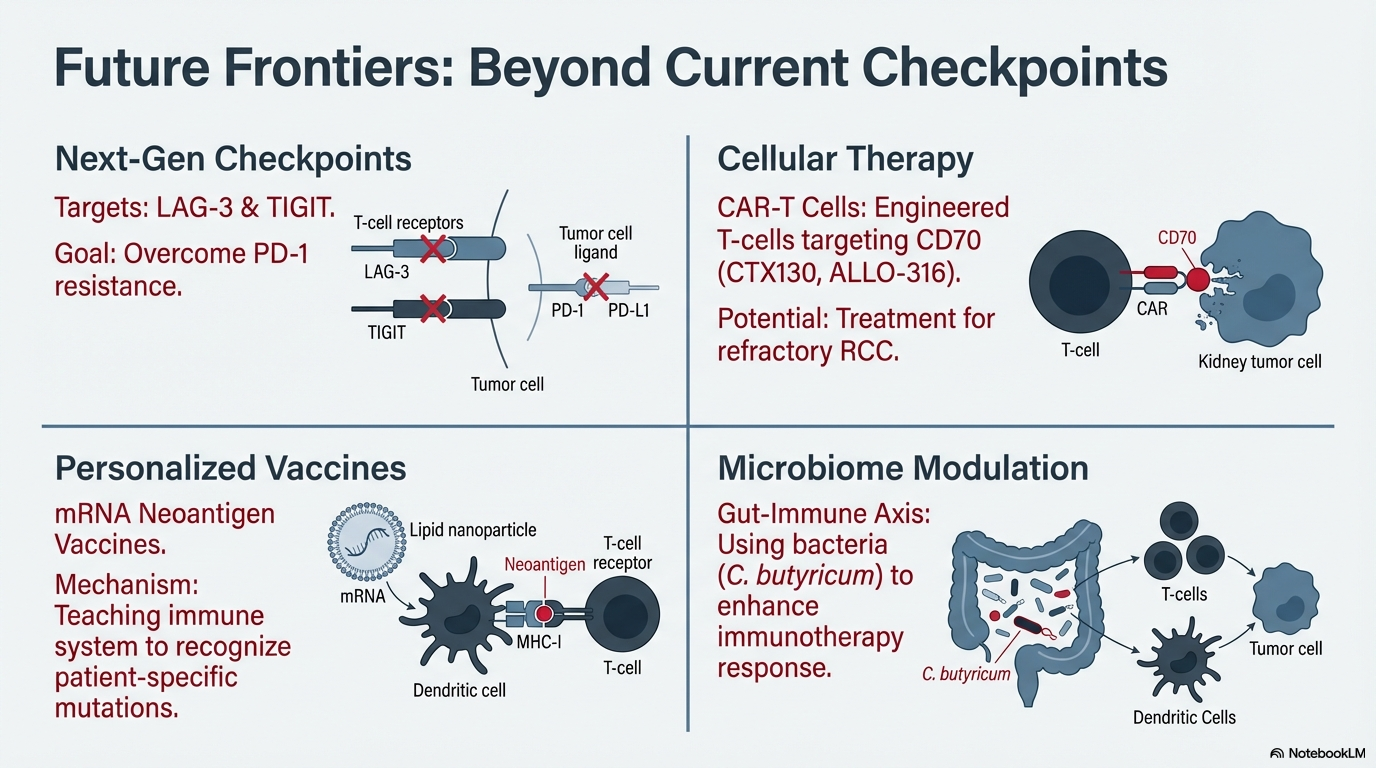 Future Frontiers: Beyond Current Checkpoints
Next-Gen Checkpoints
Targets: LAG-3 & TIGIT.
Goal: Overcome PD-1
resistance.
T-cell receptors
LAG-3
TIGIT
Tumor cell
ligand
PD-1 PD-L1
Tumor cell
Cellular Therapy
CAR-T Cells: Engineered
T-cells targeting CD70
(CTX130, ALLO-316).
Potential: Treatment for
refractory RCC.
CD70
CAR
T-cell
Kidney tumor cell
Personalized Vaccines
mRNA Neoantigen
Vaccines.
Mechanism:
Teaching immune
system to recognize
patient-specific
mutations.
Lipid nanoparticle
mRNA
Neoantigen
T-cell
receptor
MHC-I
Dendritic cell
T-cell
Microbiome Modulation
Gut-Immune Axis:
Using bacteria
(C. butyricum) to
enhance
immunotherapy
response.
C. butyricum
T-cells
Tumor cell
Dendritic Cells
NotebookLM